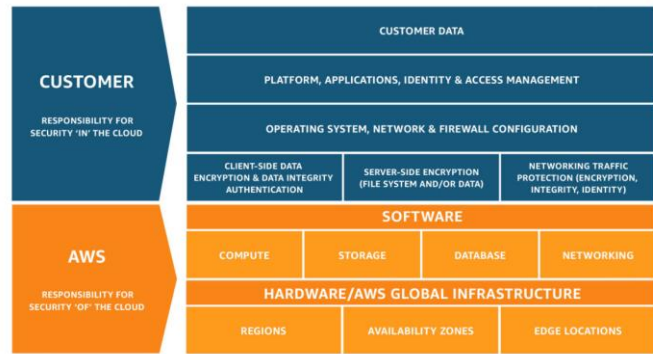 CUSTOMER
RESPONSIBILITY FOR
SECURITY ‘IN’ THE CLOUD
CUSTOMER DATA
PLATFORM, APPLICATIONS, IDENTITY & ACCESS MANAGEMENT
OPERATING SYSTEM, NETWORK & FIREWALL CONFIGURATION
CLIENT-SIDE DATA
ENCRYPTION & DATA INTEGRITY
AUTHENTICATION
SERVER-SIDE ENCRYPTION
(FILE SYSTEM AND/OR DATA)
NETWORKING TRAFFIC
PROTECTION (ENCRYPTION,
INTEGRITY, IDENTITY)
AWS
RESPONSIBILITY FOR
SECURITY ‘OF’ THE CLOUD
SOFTWARE
COMPUTE
STORAGE
DATABASE
NETWORKING
HARDWARE/AWS GLOBAL INFRASTRUCTURE
REGIONS
AVAILABILITY ZONES
EDGE LOCATIONS